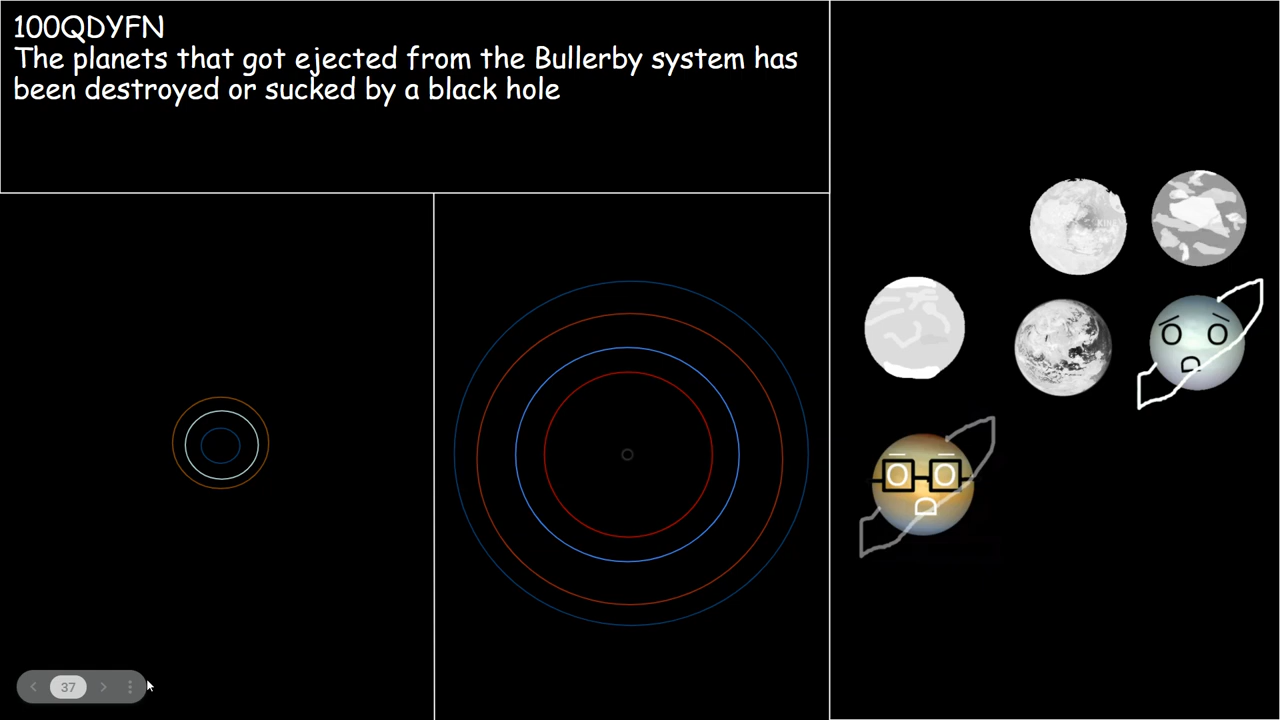 100QDYFN
The planets that got ejected from the Bullerby system has
been destroyed or sucked by a black hole
37